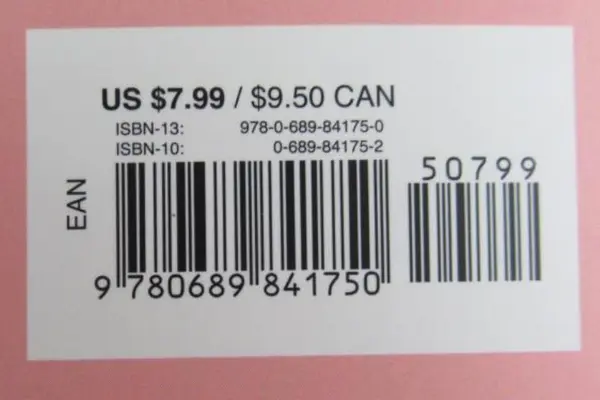 US $7.99 / $9.50 CAN
ISBN-13: 978-0-689-84175-0
ISBN-10: 0-689-84175-2
50799
EAN
9 780689 841750